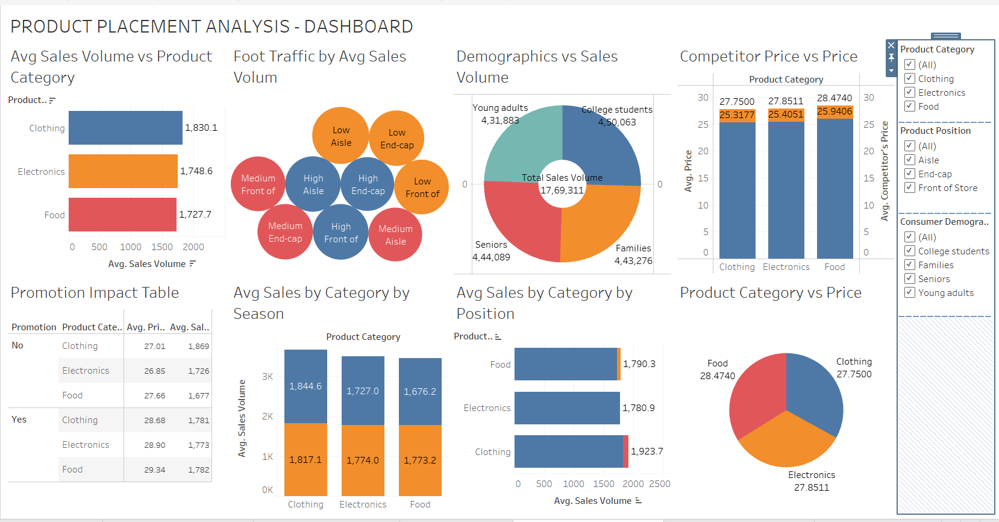 PRODUCT PLACEMENT ANALYSIS - DASHBOARD
Avg Sales Volume vs Product
Category
Product..
Clothing
1,830.1
Electronics
1,748.6
Food
1,727.7
0 500 1000 1500 2000
Avg. Sales Volume
Foot Traffic by Avg Sales
Volum
Low
Aisle
Low
End-cap
Medium
Front of
High
Aisle
High
End-cap
Low
Front of
Medium
End-cap
High
Front of
Medium
Aisle
Demographics vs Sales
Volume
Young adults
4,31,883
College students
4,50,063
0
Total Sales Volume
17,69,311
0
Seniors
4,44,089
Families
4,43,276
Competitor Price vs Price
Product Category
30
25
20
15
10
5
0
Avg. Price
27.7500 27.8511 28.4740
25.3177 25.4051 25.9406
Clothing Electronics Food
30
25
20
15
10
5
0
Avg. Competitor's Price
Promotion Impact Table
Promotion Product Cate.. Avg. Pri.. Avg. Sal..
No Clothing 27.01 1,869
Electronics 26.85 1,726
Food 27.66 1,677
Yes Clothing 28.68 1,781
Electronics 28.90 1,773
Food 29.34 1,782
Avg Sales by Category by
Season
Product Category
3K
2K
1K
0K
Avg. Sales Volume
1,844.6 1,727.0 1,676.2
1,817.1 1,774.0 1,773.2
Clothing Electronics Food
Avg Sales by Category by
Position
Product..
Food
1,790.3
Electronics
1,780.9
Clothing
1,923.7
0 500 1000 1500 2000 2500
Avg. Sales Volume
Product Category vs Price
Food
28.4740
Clothing
27.7500
Electronics
27.8511
Product Category
(All)
Clothing
Electronics
Food
Product Position
(All)
Aisle
End-cap
Front of Store
Consumer Demogra..
(All)
College students
Families
Seniors
Young adults